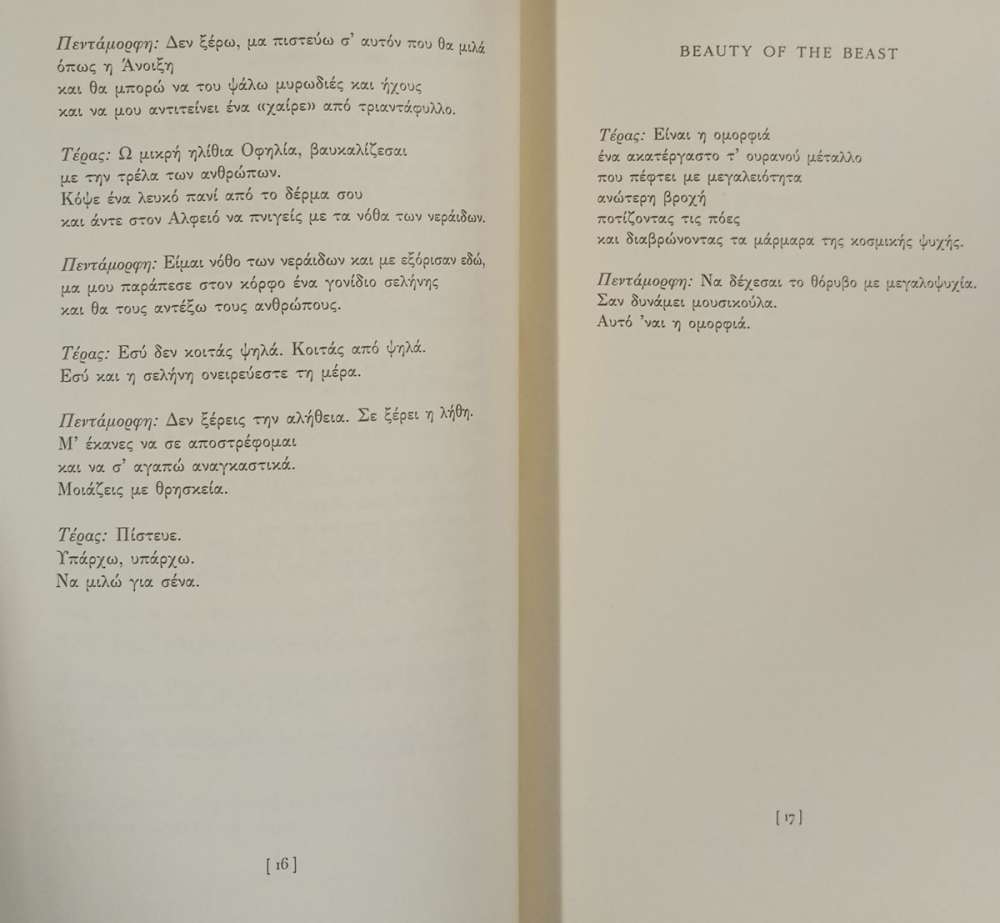 Πεντάμορφη: Δεν ξέρω, μα πιστεύω σ' αυτόν που θα μιλά
όπως η Άνοιξη
και θα μπορώ να του ψάλω μυρωδιές και ήχους
και να μου αντιτείνει ένα «χαίρε» από τριαντάφυλλο.
Τέρας: Ω μικρή ηλίθια Οφηλία, βαυκαλίζεσαι
με την τρέλα των ανθρώπων.
Κόψε ένα λευκό πανί από το δέρμα σου
και άντε στον Αλφειό να πνιγείς με τα νόθα των νεράιδων.
Πεντάμορφη: Είμαι νόθο των νεράιδων και με εξόρισαν εδώ,
μα μου παράπεσε στον κόρφο ένα γονίδιο σελήνης
και θα τους αντέξω τους ανθρώπους.
Τέρας: Εσύ δεν κοιτάς ψηλά. Κοιτάς από ψηλά.
Εσύ και η σελήνη ονειρεύεστε τη μέρα.
Πεντάμορφη: Δεν ξέρεις την αλήθεια. Σε ξέρει η λήθη.
Μ' έκανες να σε αποστρέφομαι
και να σ' αγαπώ αναγκαστικά.
Μοιάζεις με θρησκεία.
Τέρας: Πίστευε.
Υπάρχω, υπάρχω.
Να μιλώ για σένα.
[ 16 ]
BEAUTY OF THE BEAST
Τέρας: Είναι η ομορφιά
ένα ακατέργαστο τ' ουρανού μέταλλο
που πέφτει με μεγαλειότητα
ανώτερη βροχή
ποτίζοντας τις πόες
και διαβρώνοντας τα μάρμαρα της κοσμικής ψυχής.
Πεντάμορφη: Να δέχεσαι το θόρυβο με μεγαλοψυχία.
Σαν δυνάμει μουσικούλα.
Αυτό 'ναι η ομορφιά.
[ 17 ]